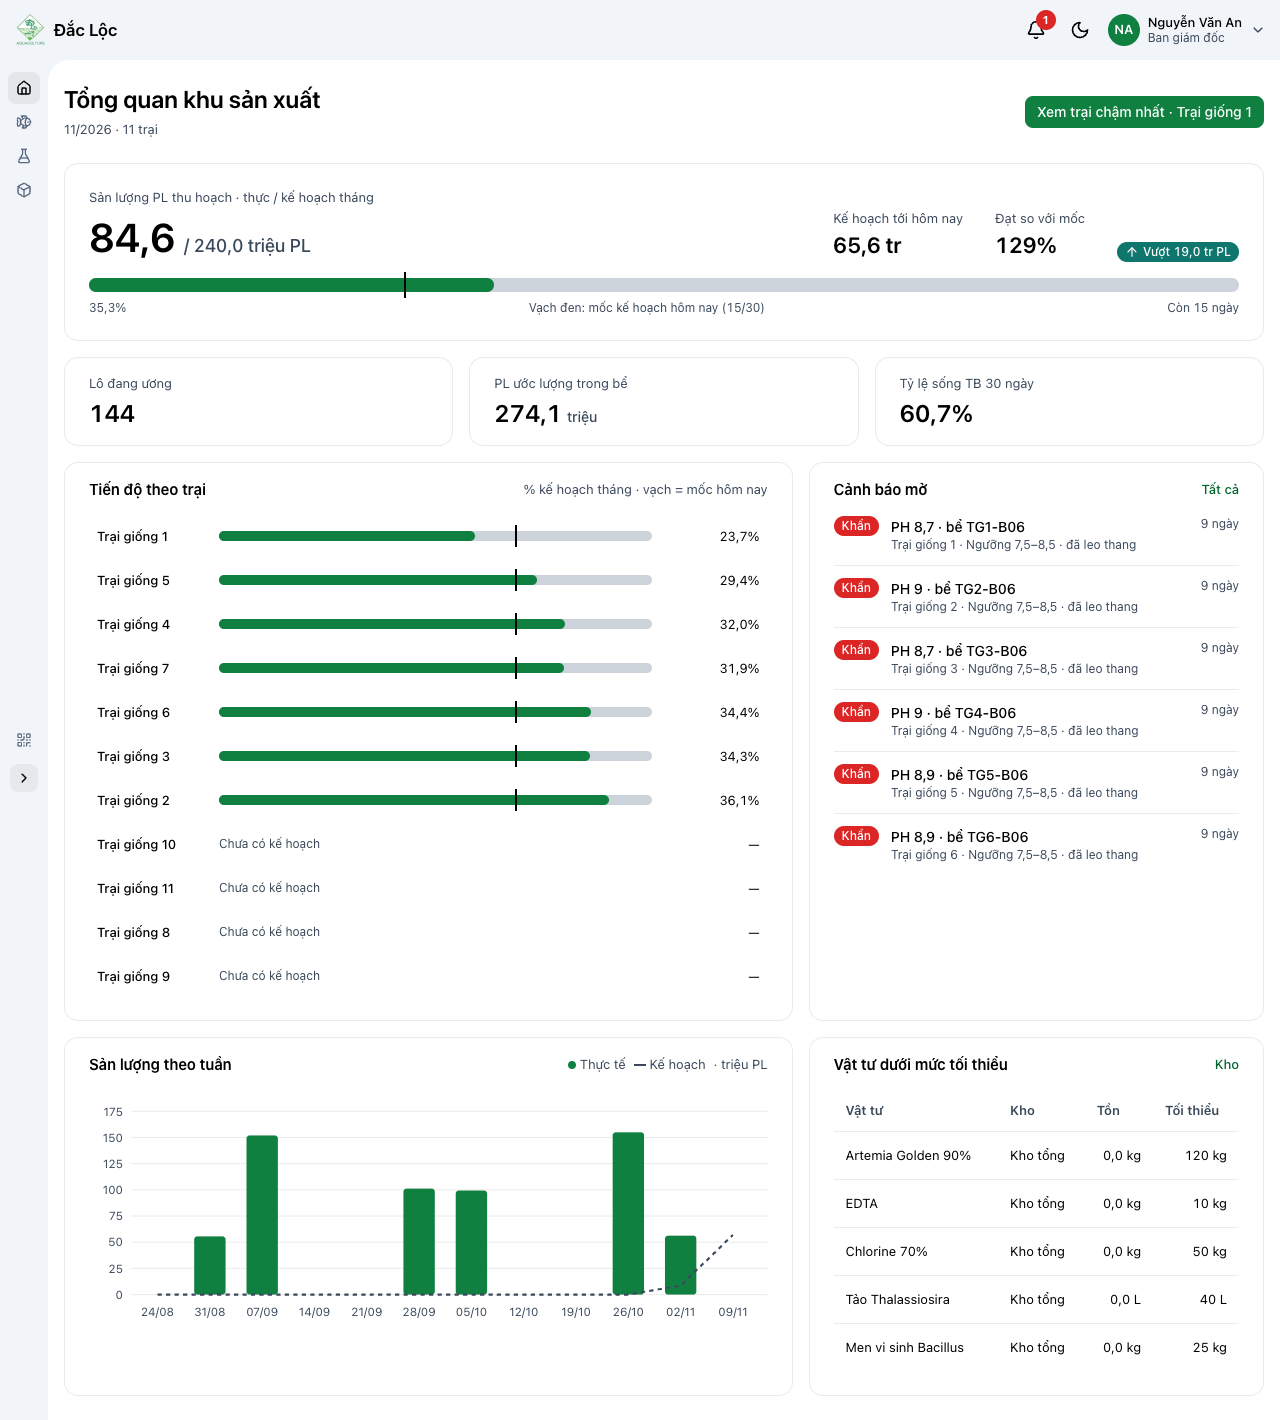 Đắc Lộc
1
NA
Nguyễn Văn An
Ban giám đốc
Tổng quan khu sản xuất
11/2026 · 11 trại
Xem trại chậm nhất · Trại giống 1
Sản lượng PL thu hoạch · thực / kế hoạch tháng
84,6 / 240,0 triệu PL
Kế hoạch tới hôm nay
65,6 tr
Đạt so với mốc
129%
↑ Vượt 19,0 tr PL
35,3%
Vạch đen: mốc kế hoạch hôm nay (15/30)
Còn 15 ngày
Lô đang ương
144
PL ước lượng trong bể
274,1 triệu
Tỷ lệ sống TB 30 ngày
60,7%
Tiến độ theo trại
% kế hoạch tháng · vạch = mốc hôm nay
Trại giống 1 23,7%
Trại giống 5 29,4%
Trại giống 4 32,0%
Trại giống 7 31,9%
Trại giống 6 34,4%
Trại giống 3 34,3%
Trại giống 2 36,1%
Trại giống 10 Chưa có kế hoạch —
Trại giống 11 Chưa có kế hoạch —
Trại giống 8 Chưa có kế hoạch —
Trại giống 9 Chưa có kế hoạch —
Cảnh báo mở
Tất cả
Khẩn PH 8,7 · bể TG1-B06 9 ngày
Trại giống 1 · Ngưỡng 7,5–8,5 · đã leo thang
Khẩn PH 9 · bể TG2-B06 9 ngày
Trại giống 2 · Ngưỡng 7,5–8,5 · đã leo thang
Khẩn PH 8,7 · bể TG3-B06 9 ngày
Trại giống 3 · Ngưỡng 7,5–8,5 · đã leo thang
Khẩn PH 9 · bể TG4-B06 9 ngày
Trại giống 4 · Ngưỡng 7,5–8,5 · đã leo thang
Khẩn PH 8,9 · bể TG5-B06 9 ngày
Trại giống 5 · Ngưỡng 7,5–8,5 · đã leo thang
Khẩn PH 8,9 · bể TG6-B06 9 ngày
Trại giống 6 · Ngưỡng 7,5–8,5 · đã leo thang
Sản lượng theo tuần
Thực tế Kế hoạch · triệu PL
175
150
125
100
75
50
25
0
24/08 31/08 07/09 14/09 21/09 28/09 05/10 12/10 19/10 26/10 02/11 09/11
Vật tư dưới mức tối thiểu
Kho
Vật tư Kho Tồn Tối thiểu
Artemia Golden 90% Kho tổng 0,0 kg 120 kg
EDTA Kho tổng 0,0 kg 10 kg
Chlorine 70% Kho tổng 0,0 kg 50 kg
Tảo Thalassiosira Kho tổng 0,0 L 40 L
Men vi sinh Bacillus Kho tổng 0,0 kg 25 kg